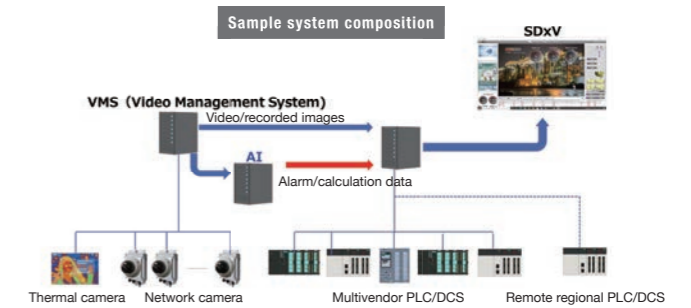 Sample system composition
SDxV
VMS (Video Management System)
Video/recorded images
AI
Alarm/calculation data
Thermal camera
Network camera
Multivendor PLC/DCS
Remote regional PLC/DCS